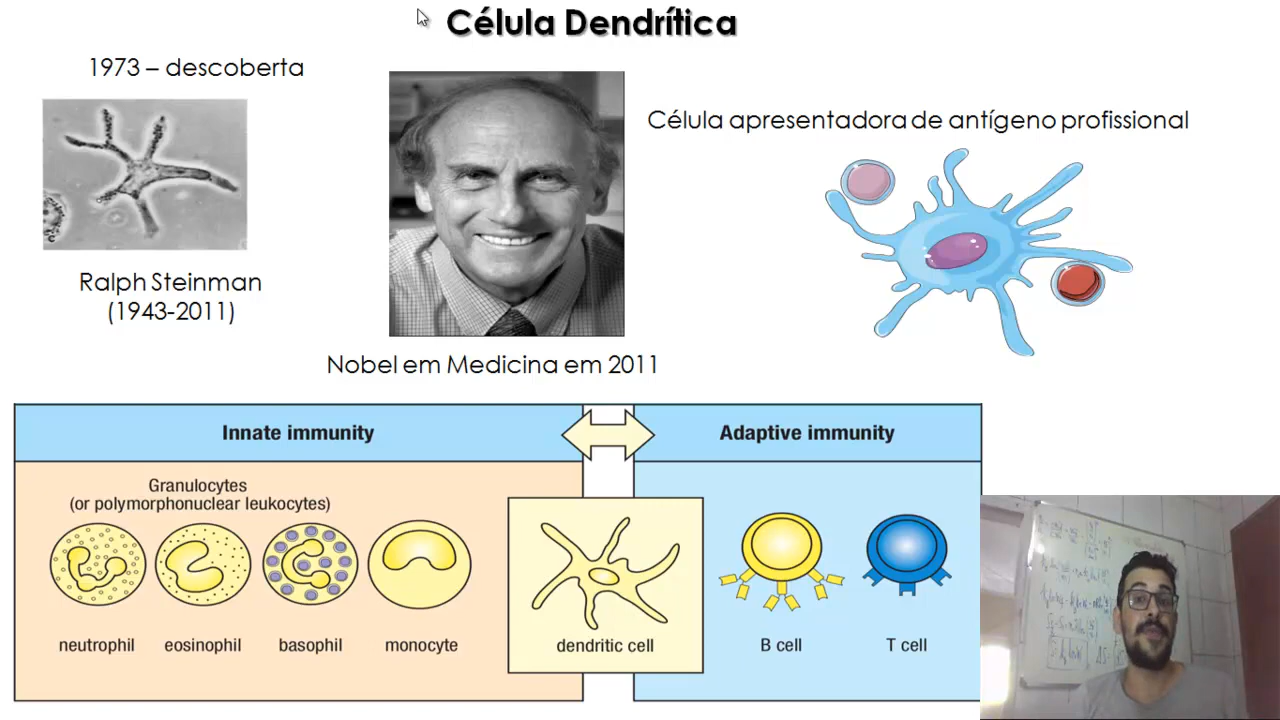 Célula Dendrítica
1973 – descoberta
Célula apresentadora de antígeno profissional
Ralph Steinman
(1943-2011)
Nobel em Medicina em 2011
Innate immunity
Adaptive immunity
Granulocytes
(or polymorphonuclear leukocytes)
neutrophil
eosinophil
basophil
monocyte
dendritic cell
B cell
T cell